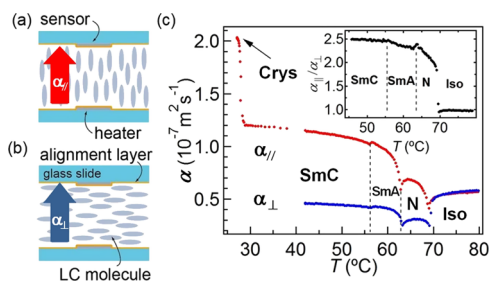 (a)
sensor
α//
heater
(b)
alignment layer
glass slide
α⊥
LC molecule
(c)
α (10⁻⁷ m² s⁻¹)
2.0
1.5
1.0
0.5
Crys
α//
α⊥
SmC
SmA
N
Iso
30
40
50
60
70
80
T (ºC)
α∥/α⊥
2.5
2.0
1.5
1.0
SmC
SmA
N
Iso
50
60
70
80
T (ºC)